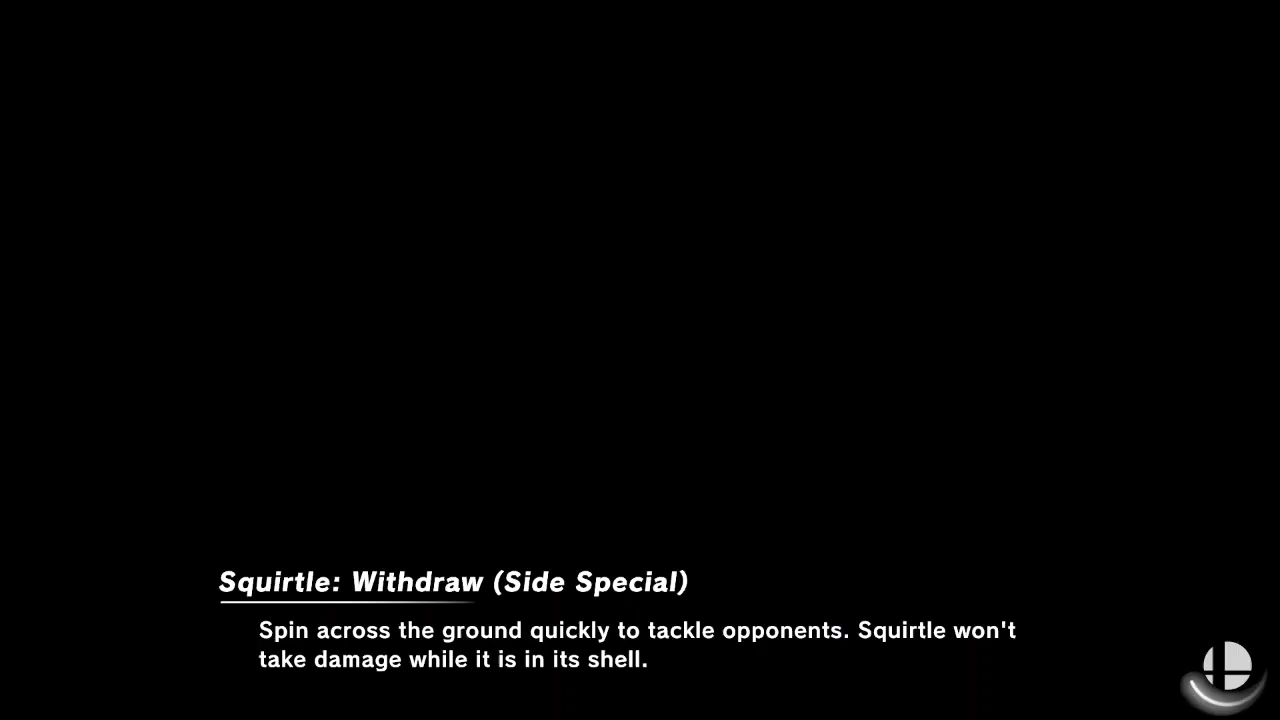 Squirtle: Withdraw (Side Special)
Spin across the ground quickly to tackle opponents. Squirtle won't
take damage while it is in its shell.